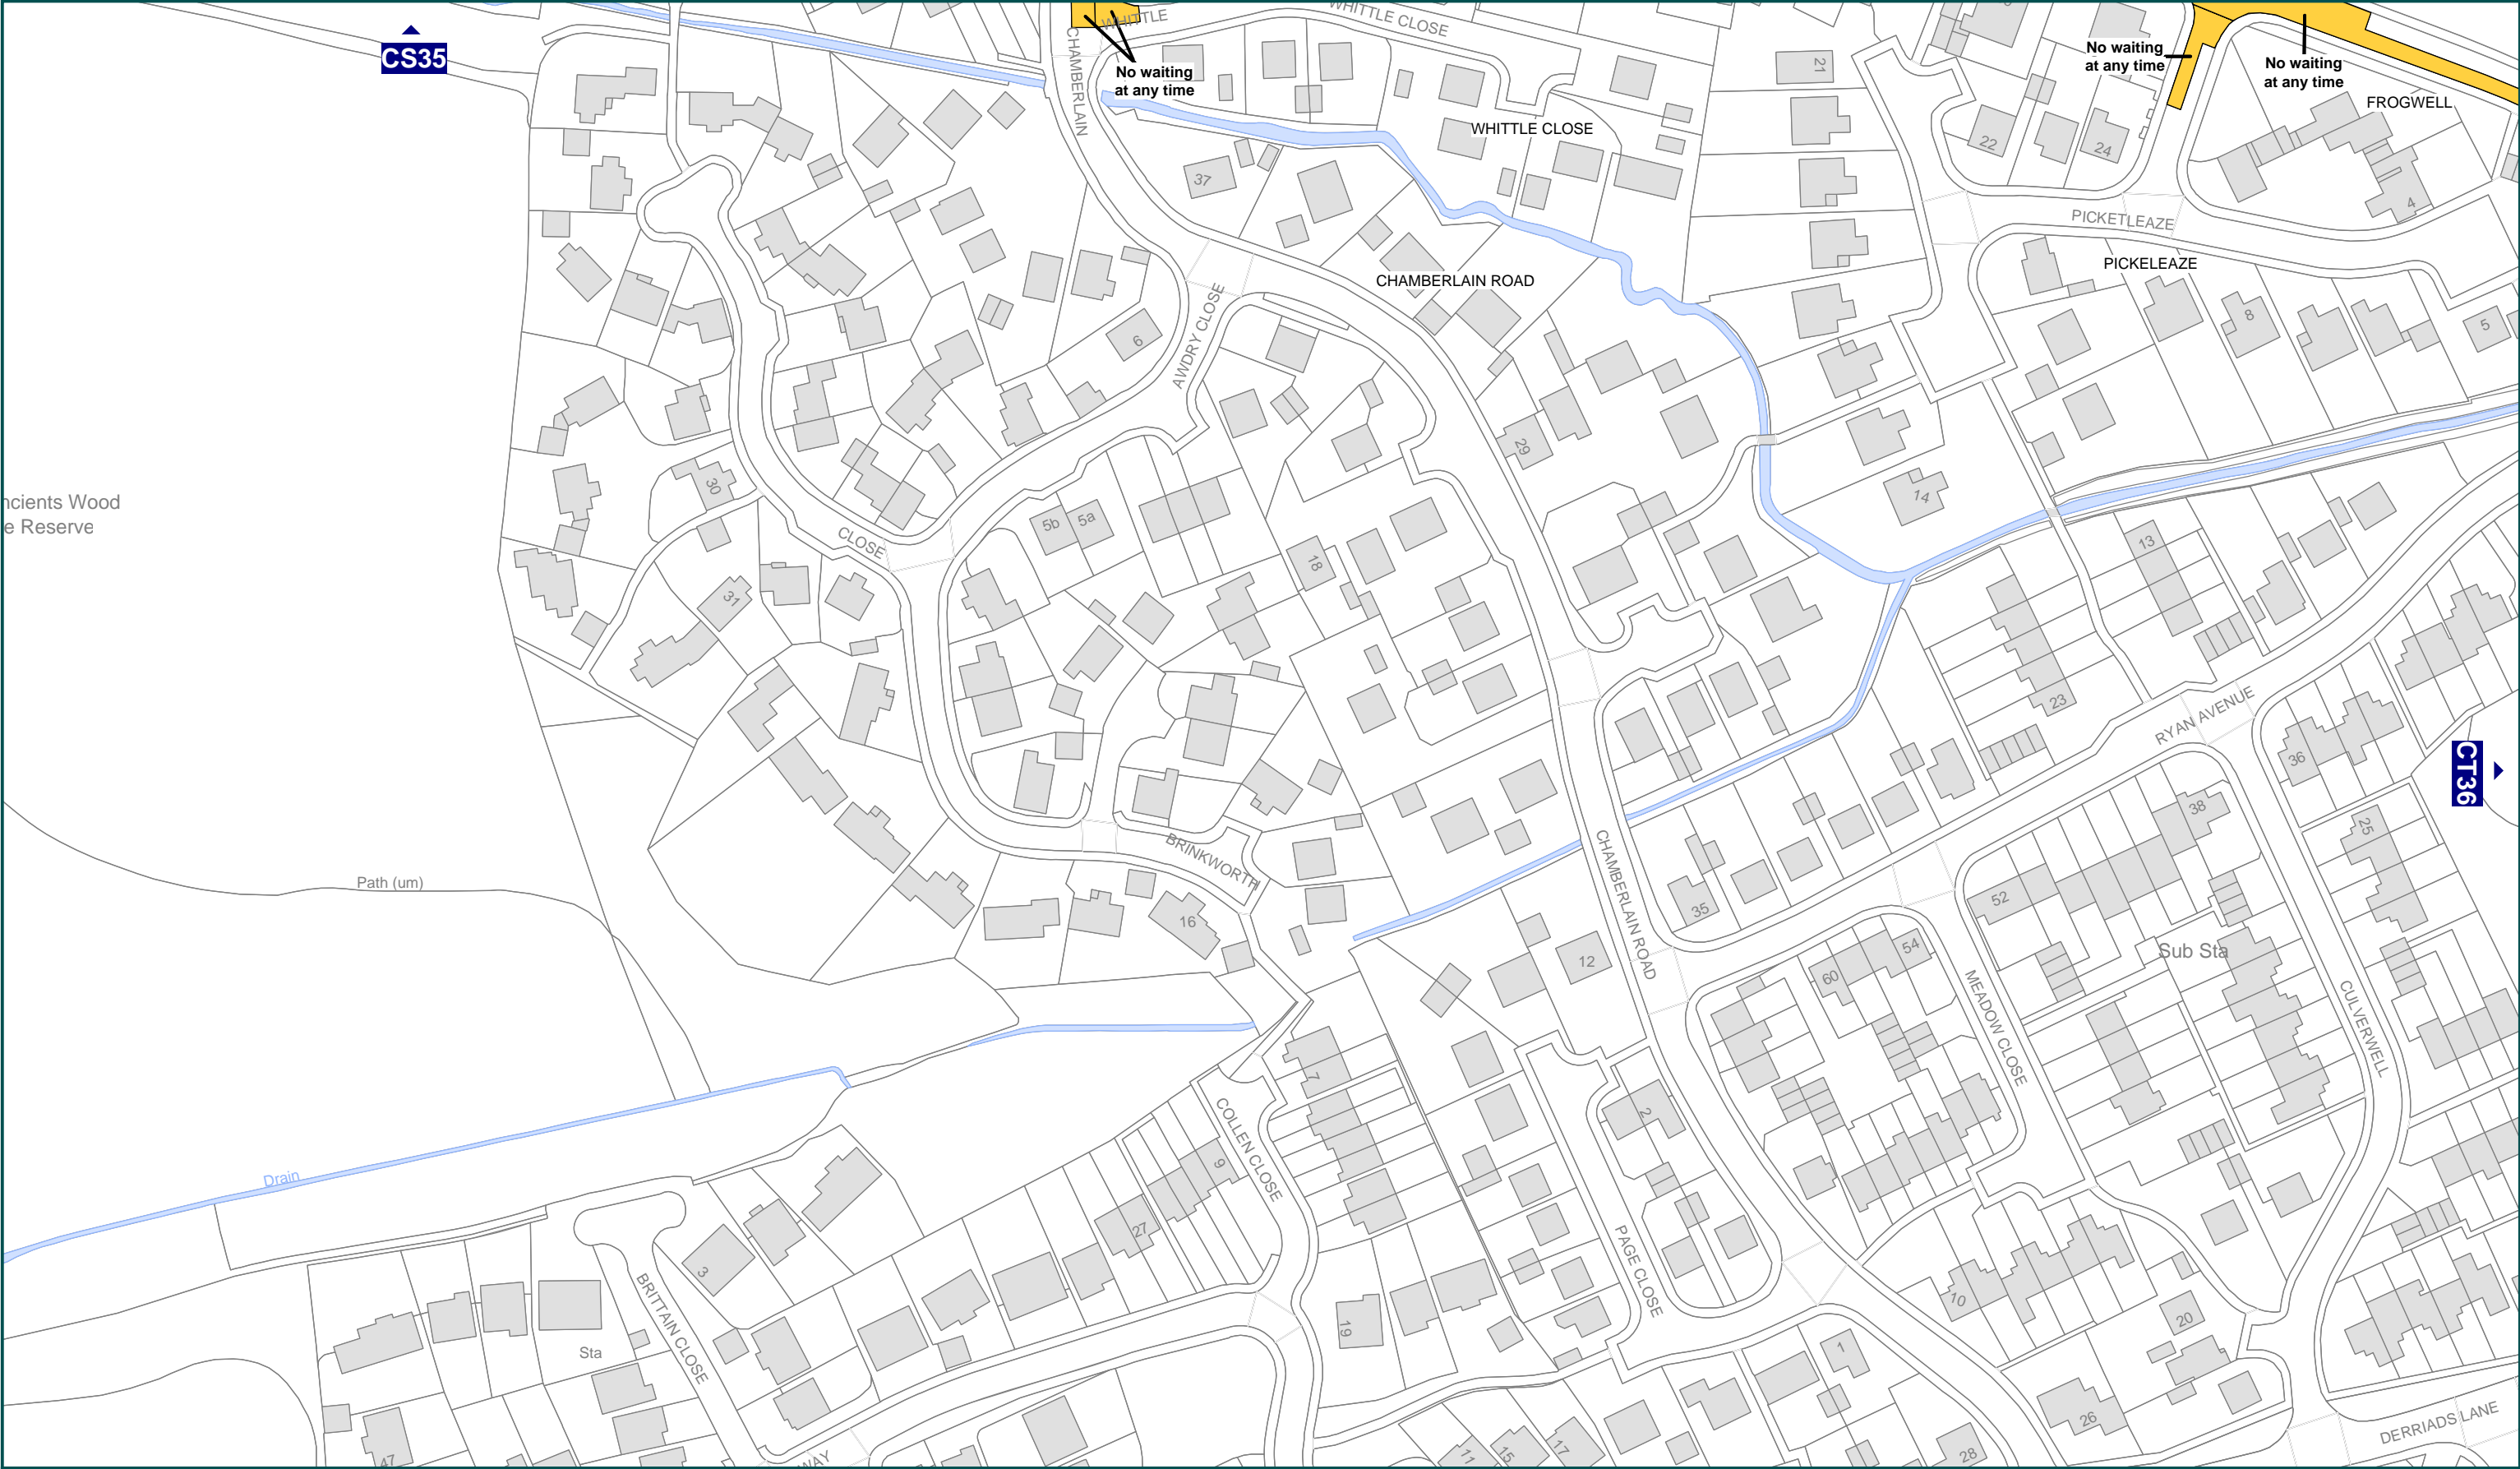 CS35
WHITTLE
WHITTLE CLOSE
CHAMBERLAIN
No waiting
at any time
No waiting
at any time
No waiting
at any time
FROGWELL
21
WHITTLE CLOSE
22
24
37
4
PICKETLEAZE
PICKELEAZE
CHAMBERLAIN ROAD
AWDRY CLOSE
6
8
5
29
30
14
ncients Wood
e Reserve
CLOSE
5b
5a
18
13
31
23
RYAN AVENUE
36
CT36
38
25
BRINKWORTH
CHAMBERLAIN ROAD
Path (um)
16
35
52
12
54
60
Sub Sta
MEADOW CLOSE
CULVERWELL
7
2
COLLEN CLOSE
Drain
9
27
3
PAGE CLOSE
10
20
BRITTAIN CLOSE
19
1
Sta
26
DERRIADS LANE
47
WAY
11
15
17
28